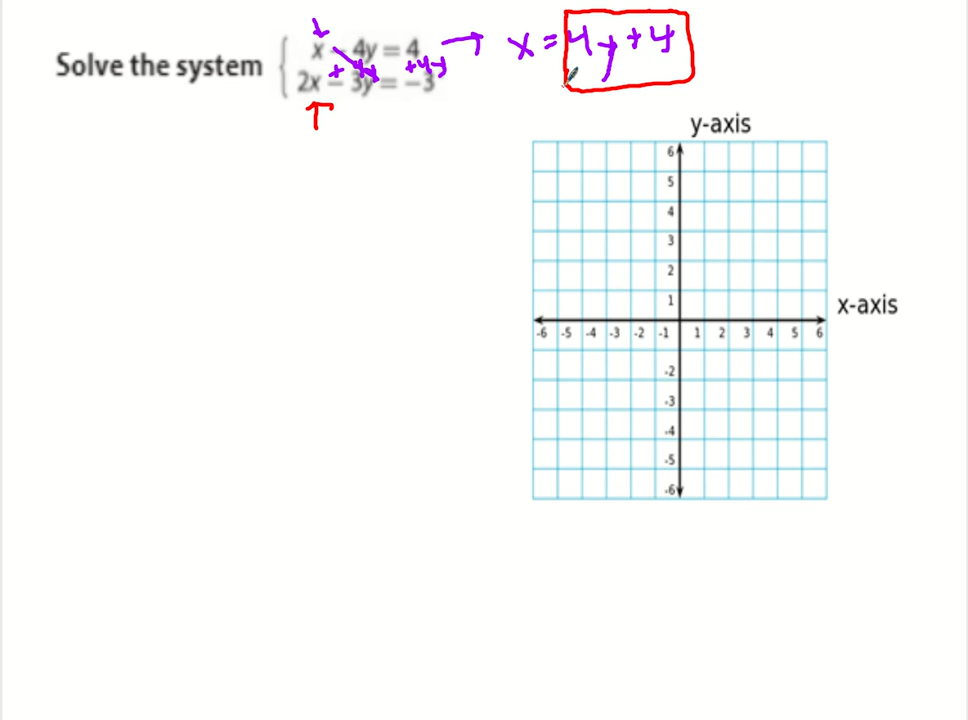 Solve the system { x - 4y = 4 → x = 4y + 4
+ 4y +4y
2x - 3y = -3
y-axis
6
5
4
3
2
1
x-axis
-6 -5 -4 -3 -2 -1 1 2 3 4 5 6
-2
-3
-4
-5
-6